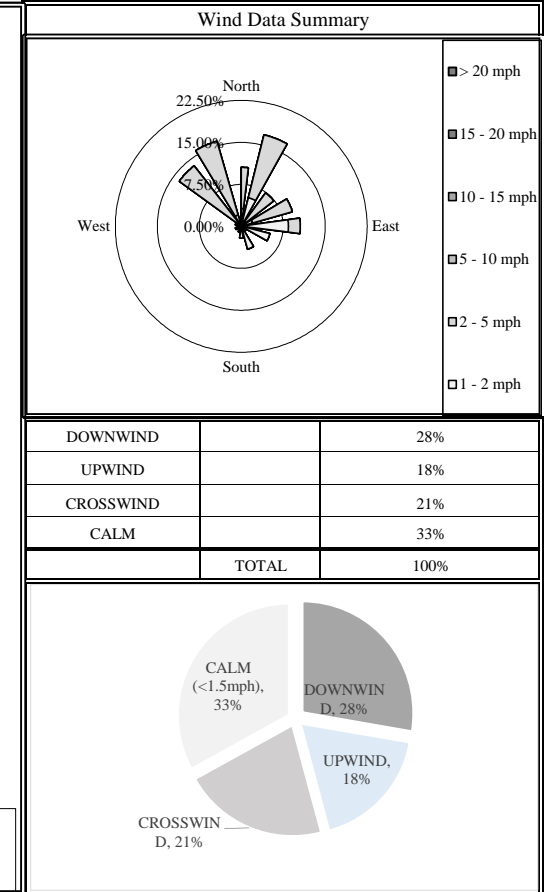 Wind Data Summary
North
22.50%
15.00%
7.50%
West
0.00%
East
South
> 20 mph
15 - 20 mph
10 - 15 mph
5 - 10 mph
2 - 5 mph
1 - 2 mph
DOWNWIND 28%
UPWIND 18%
CROSSWIND 21%
CALM 33%
TOTAL 100%
CALM
(<1.5mph),
33%
DOWNWIN
D, 28%
UPWIND,
18%
CROSSWIN
D, 21%